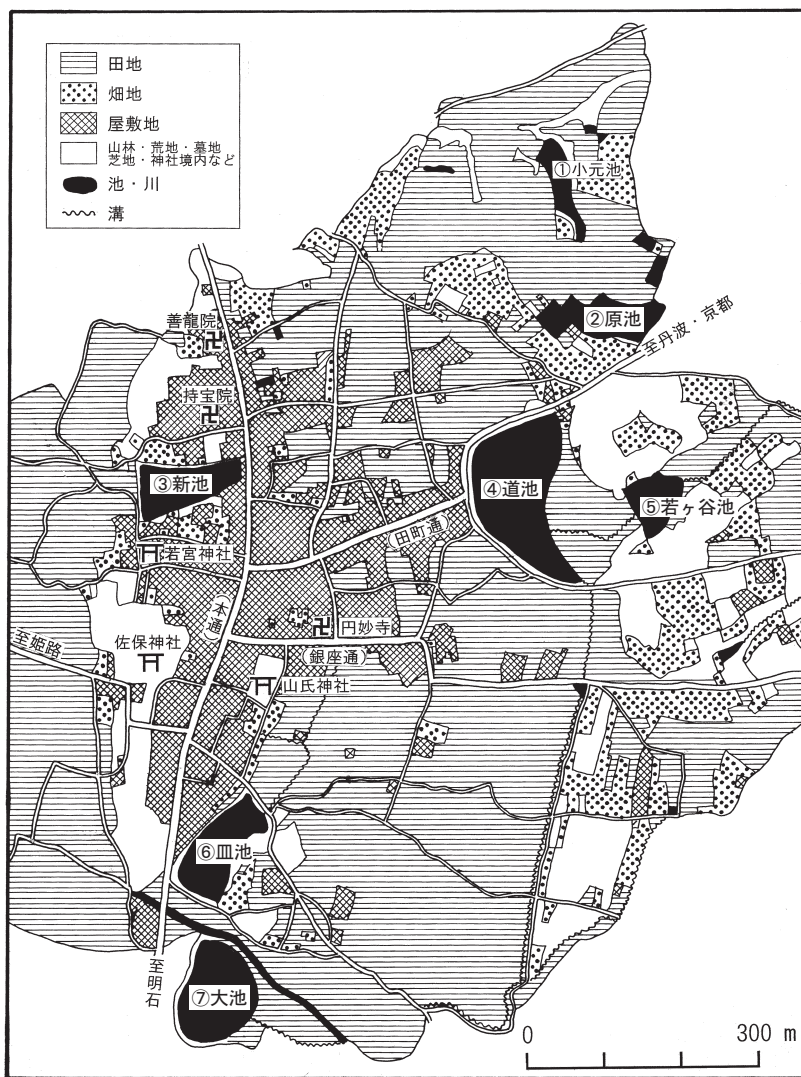 田地
畑地
屋敷地
山林・荒地・墓地
芝地・神社境内など
池・川
溝
①小元池
②原池
至丹波・京都
善龍院
持宝院
③新池
④道池
⑤若ヶ谷池
(田町通)
若宮神社
(本通)
円妙寺
至姫路
佐保神社
(銀座通)
山氏神社
⑥皿池
至明石
⑦大池
0 300 m